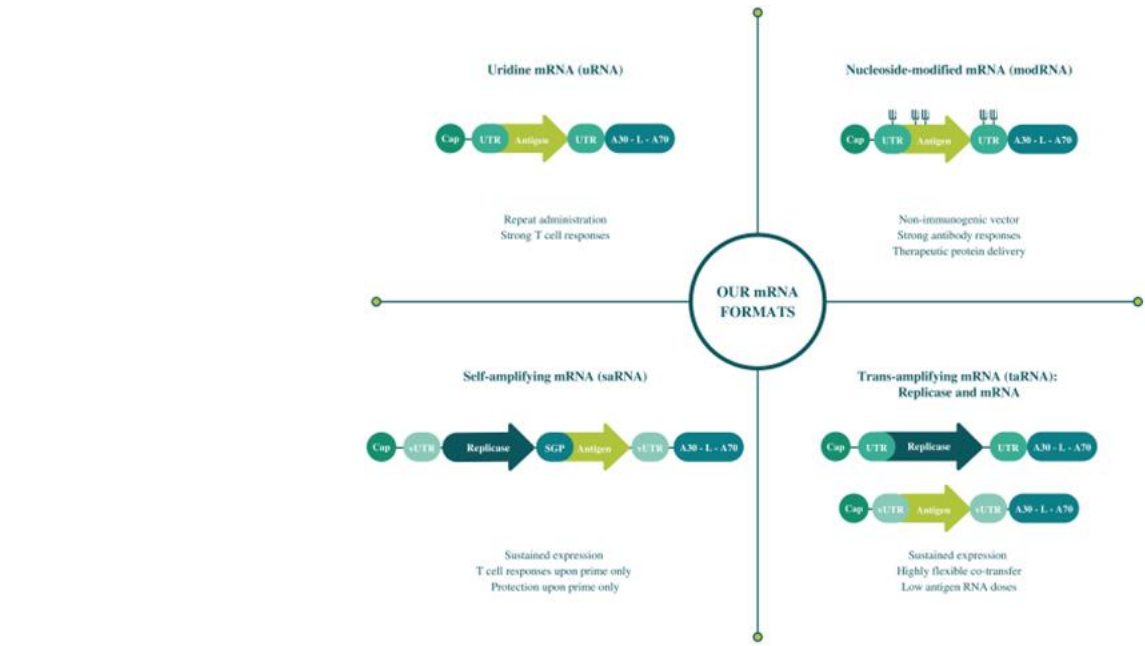 Uridine mRNA (uRNA)
Cap UTR Antigen UTR A30 - L - A70
Repeat administration
Strong T cell responses
Nucleoside-modified mRNA (modRNA)
Cap UTR Antigen UTR A30 - L - A70
Non-immunogenic vector
Strong antibody responses
Therapeutic protein delivery
OUR mRNA
FORMATS
Self-amplifying mRNA (saRNA)
Cap vUTR Replicase SGP Antigen vUTR A30 - L - A70
Sustained expression
T cell responses upon prime only
Protection upon prime only
Trans-amplifying mRNA (taRNA):
Replicase and mRNA
Cap UTR Replicase UTR A30 - L - A70
Cap vUTR Antigen vUTR A30 - L - A70
Sustained expression
Highly flexible co-transfer
Low antigen RNA doses